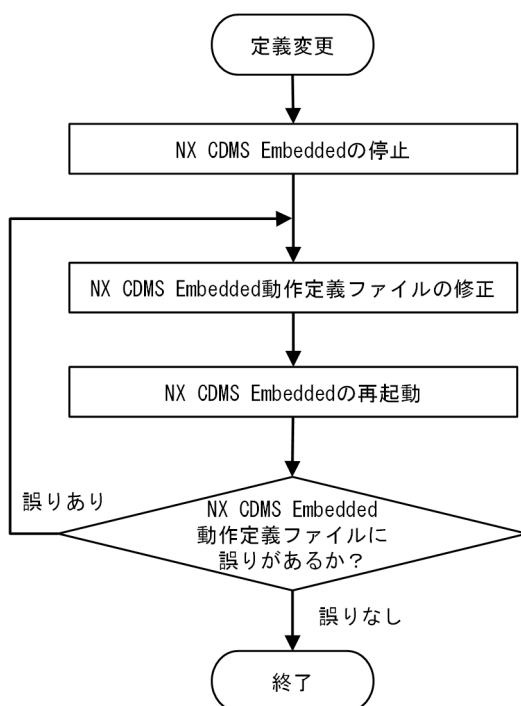 定義変更
NX CDMS Embeddedの停止
NX CDMS Embedded動作定義ファイルの修正
NX CDMS Embeddedの再起動
誤りあり
NX CDMS Embedded
動作定義ファイルに
誤りがあるか？
誤りなし
終了